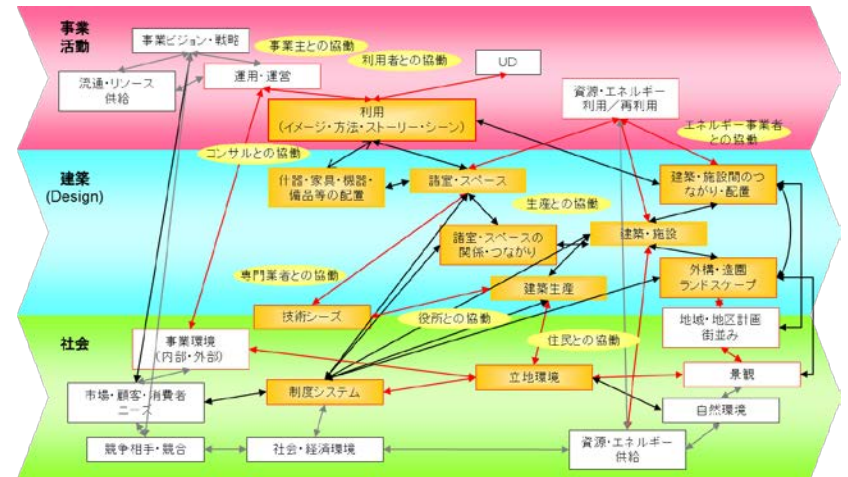 事業
活動
事業ビジョン・戦略
事業主との協働
利用者との協働
UD
流通・リソース
供給
運用・運営
資源・エネルギー
利用/再利用
利用
(イメージ・方法・ストーリー・シーン)
エネルギー事業者
との協働
コンサルとの協働
建築
(Design)
什器・家具・機器・
備品等の配置
諸室・スペース
建築・施設間のつ
ながり・配置
生産との協働
諸室・スペースの
関係・つながり
建築・施設
専門業者との協働
外構・造園
ランドスケープ
建築生産
技術シーズ
役所との協働
地域・地区計画
街並み
社会
事業環境
(内部・外部)
住民との協働
制度システム
立地環境
景観
市場・顧客・消費者
ニーズ
自然環境
競争相手・競合
社会・経済環境
資源・エネルギー
供給